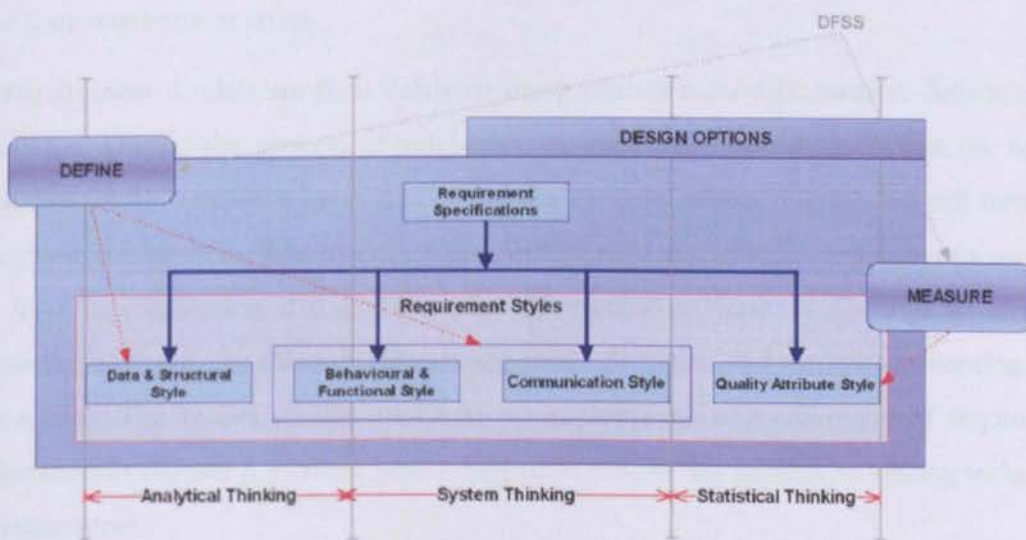 DFSS
DESIGN OPTIONS
DEFINE
Requirement
Specifications
MEASURE
Requirement Styles
Data & Structural
Style
Behavioural &
Functional Style
Communication Style
Quality Attribute Style
Analytical Thinking
System Thinking
Statistical Thinking